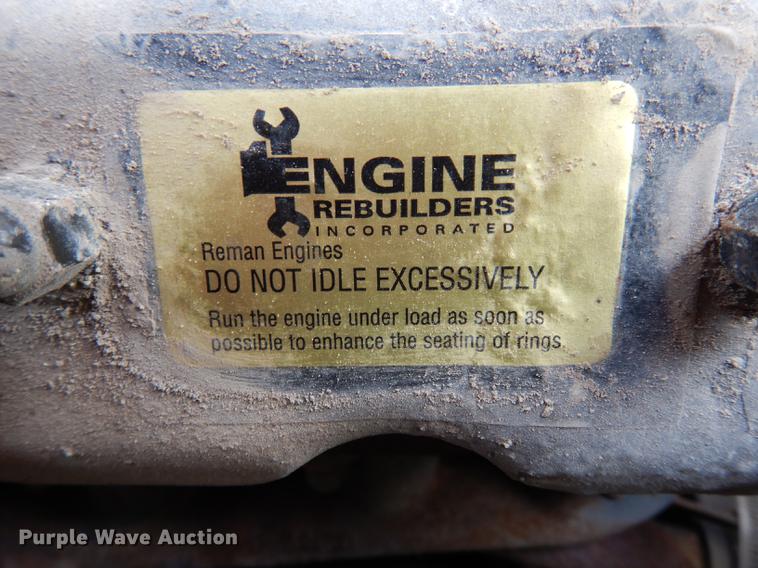 ENGINE
REBUILDERS
INCORPORATED
Reman Engines
DO NOT IDLE EXCESSIVELY
Run the engine under load as soon as
possible to enhance the seating of rings.
Purple Wave Auction